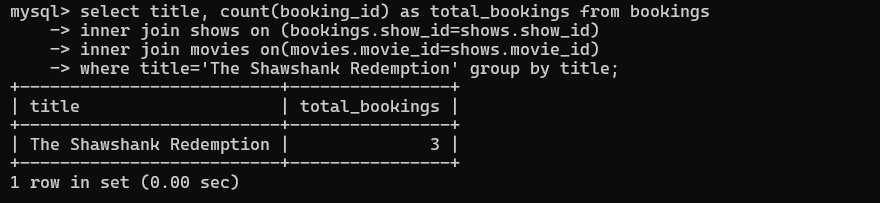 mysql> select title, count(booking_id) as total_bookings from bookings
    -> inner join shows on (bookings.show_id=shows.show_id)
    -> inner join movies on(movies.movie_id=shows.movie_id)
    -> where title='The Shawshank Redemption' group by title;
+--------------------------+----------------+
| title                    | total_bookings |
+--------------------------+----------------+
| The Shawshank Redemption |              3 |
+--------------------------+----------------+
1 row in set (0.00 sec)